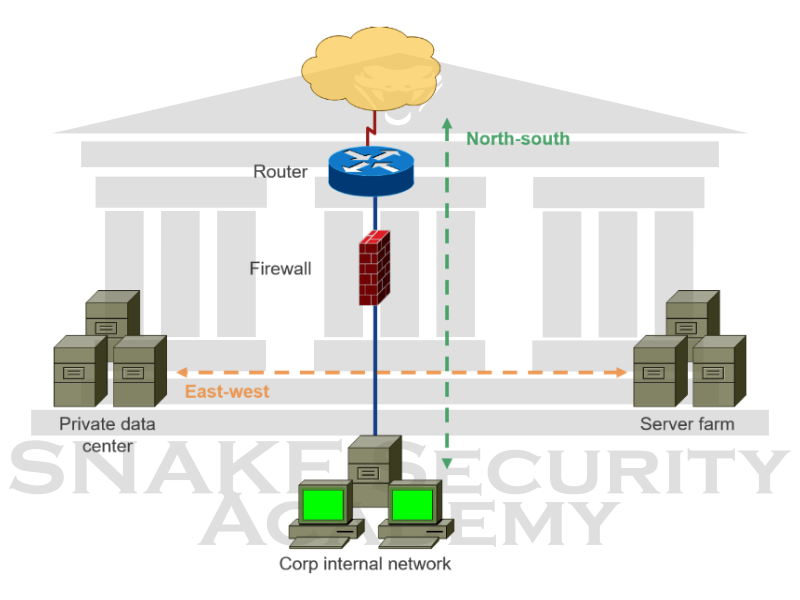 North-south
Router
Firewall
East-west
Private data
center
Server farm
SNAKE SECURITY
ACADEMY
Corp internal network